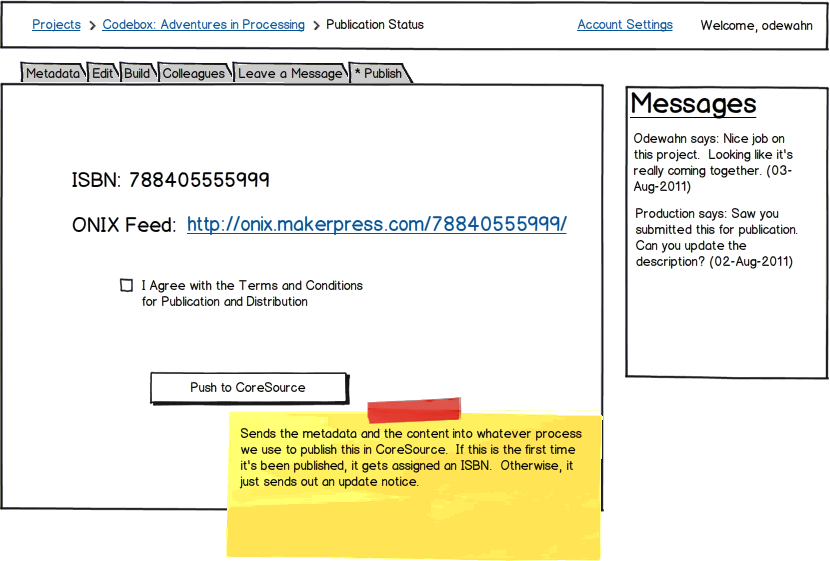 Projects > Codebox: Adventures in Processing > Publication Status
Account Settings
Welcome, odewahn
Metadata
Edit
Build
Colleagues
Leave a Message
* Publish
ISBN: 788405555999
ONIX Feed: http://onix.makerpress.com/78840555999/
I Agree with the Terms and Conditions
for Publication and Distribution
Push to CoreSource
Sends the metadata and the content into whatever process
we use to publish this in CoreSource. If this is the first time
it's been published, it gets assigned an ISBN. Otherwise, it
just sends out an update notice.
Messages
Odewahn says: Nice job on
this project. Looking like it's
really coming together. (03-
Aug-2011)
Production says: Saw you
submitted this for publication.
Can you update the
description? (02-Aug-2011)